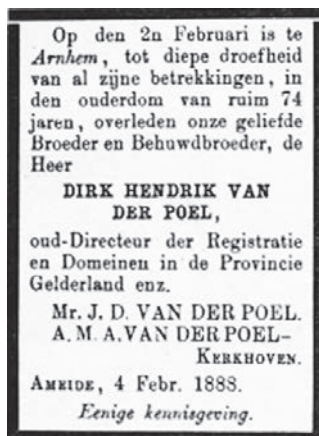 Op den 2n Februari is te
Arnhem, tot diepe droefheid
van al zijne betrekkingen, in
den ouderdom van ruim 74
jaren, overleden onze geliefde
Broeder en Behuwdbroeder, de
Heer
DIRK HENDRIK VAN
DER POEL,
oud-Directeur der Registratie
en Domeinen in de Provincie
Gelderland enz.
Mr. J. D. VAN DER POEL.
A. M. A. VAN DER POEL–
KERKHOVEN.
AMEIDE, 4 Febr. 1888.
Eenige kennisgeving.